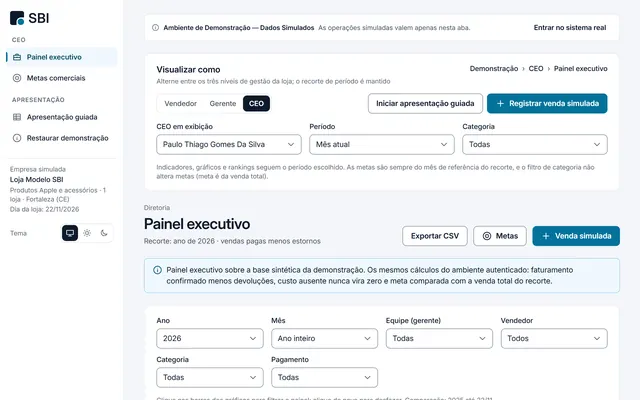 SBI
CEO
Painel executivo
Metas comerciais
APRESENTAÇÃO
Apresentação guiada
Restaurar demonstração
Empresa simulada
Loja Modelo SBI
Produtos Apple e acessórios · 1
loja · Fortaleza (CE)
Dia da loja: 22/11/2026
Tema
Ambiente de Demonstração — Dados Simulados As operações simuladas valem apenas nesta aba.
Entrar no sistema real
Visualizar como
Alterne entre os três níveis de gestão da loja; o recorte de período é mantido
Demonstração › CEO › Painel executivo
Vendedor Gerente CEO
Iniciar apresentação guiada
Registrar venda simulada
CEO em exibição Período Categoria
Paulo Thiago Gomes Da Silva Mês atual Todas
Indicadores, gráficos e rankings seguem o período escolhido. As metas são sempre do mês de referência do recorte, e o filtro de categoria não
altera metas (meta é da venda total).
Diretoria
Painel executivo
Recorte: ano de 2026 · vendas pagas menos estornos
Exportar CSV Metas Venda simulada
Painel executivo sobre a base sintética da demonstração. Os mesmos cálculos do ambiente autenticado: faturamento
confirmado menos devoluções, custo ausente nunca vira zero e meta comparada com a venda total do recorte.
Ano Mês Equipe (gerente) Vendedor
2026 Ano inteiro Todas Todos
Categoria Pagamento
Todas Todas